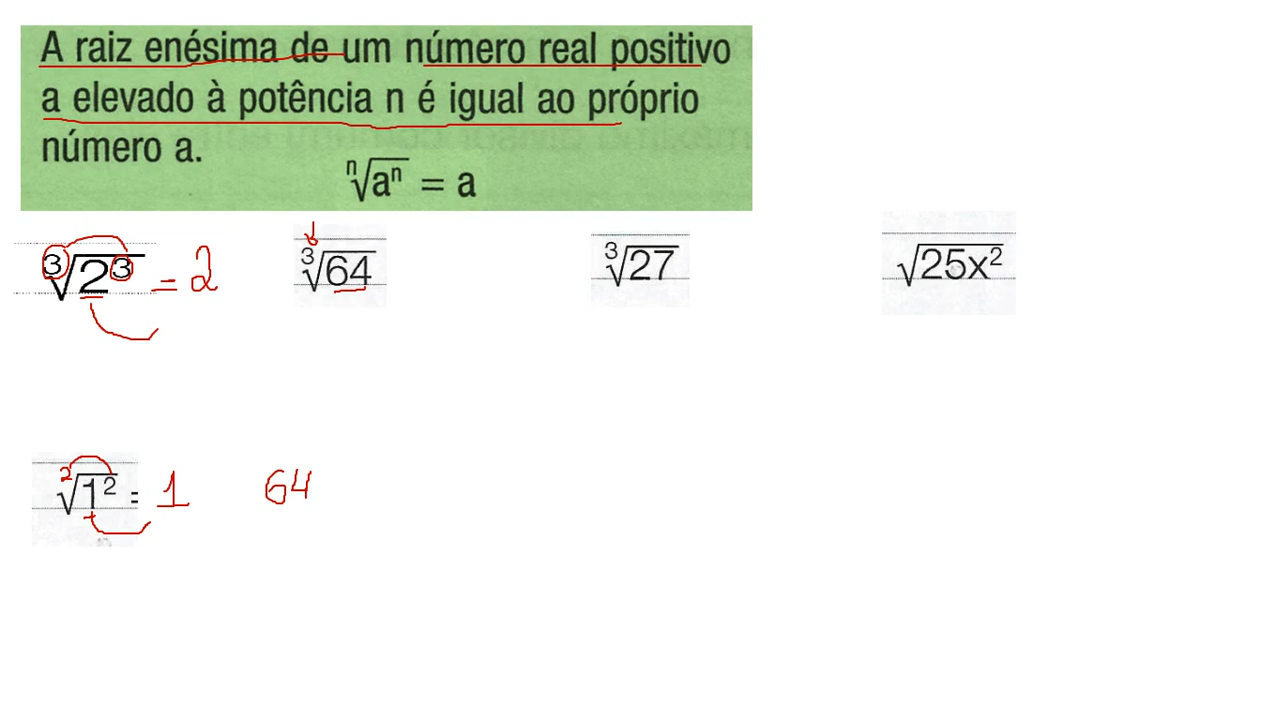 A raiz enésima de um número real positivo
a elevado à potência n é igual ao próprio
número a.
ⁿ√aⁿ = a
³√2³ = 2
³√64
³√27
√25x²
²√1² = 1
64